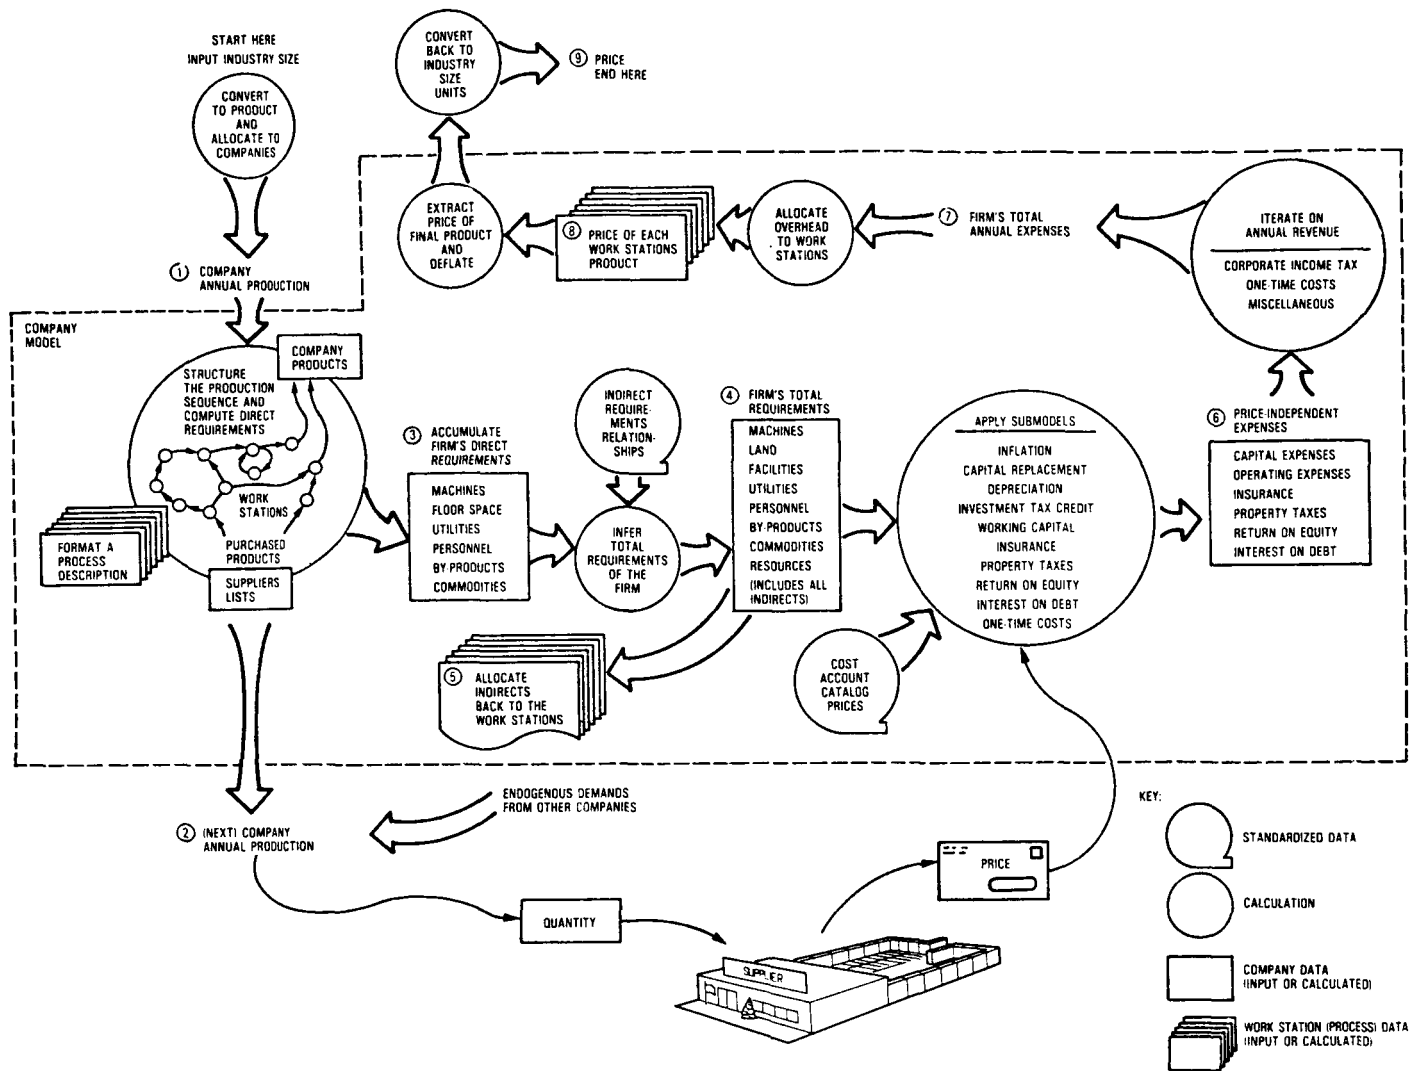 START HERE
INPUT INDUSTRY SIZE
CONVERT
TO PRODUCT
AND
ALLOCATE TO
COMPANIES
CONVERT
BACK TO
INDUSTRY
SIZE
UNITS
9 PRICE
END HERE
1 COMPANY
ANNUAL PRODUCTION
EXTRACT
PRICE OF
FINAL PRODUCT
AND
DEFLATE
8 PRICE OF EACH
WORK STATIONS
PRODUCT
ALLOCATE
OVERHEAD
TO WORK
STATIONS
7 FIRM'S TOTAL
ANNUAL EXPENSES
ITERATE ON
ANNUAL REVENUE
CORPORATE INCOME TAX
ONE-TIME COSTS
MISCELLANEOUS
COMPANY
MODEL
COMPANY
PRODUCTS
STRUCTURE
THE PRODUCTION
SEQUENCE AND
COMPUTE DIRECT
REQUIREMENTS
WORK
STATIONS
PURCHASED
PRODUCTS
FORMAT A
PROCESS
DESCRIPTION
SUPPLIERS
LISTS
3 ACCUMULATE
FIRM'S DIRECT
REQUIREMENTS
MACHINES
FLOOR SPACE
UTILITIES
PERSONNEL
BY PRODUCTS
COMMODITIES
INDIRECT
REQUIRE-
MENTS
RELATION-
SHIPS
INFER
TOTAL
REQUIREMENTS
OF THE
FIRM
4 FIRM'S TOTAL
REQUIREMENTS
MACHINES
LAND
FACILITIES
UTILITIES
PERSONNEL
BY-PRODUCTS
COMMODITIES
RESOURCES
(INCLUDES ALL
INDIRECTS)
5 ALLOCATE
INDIRECTS
BACK TO THE
WORK STATIONS
APPLY SUBMODELS
INFLATION
CAPITAL REPLACEMENT
DEPRECIATION
INVESTMENT TAX CREDIT
WORKING CAPITAL
INSURANCE
PROPERTY TAXES
RETURN ON EQUITY
INTEREST ON DEBT
ONE-TIME COSTS
COST
ACCOUNT
CATALOG
PRICES
6 PRICE-INDEPENDENT
EXPENSES
CAPITAL EXPENSES
OPERATING EXPENSES
INSURANCE
PROPERTY TAXES
RETURN ON EQUITY
INTEREST ON DEBT
ENDOGENOUS DEMANDS
FROM OTHER COMPANIES
2 (NEXT) COMPANY
ANNUAL PRODUCTION
QUANTITY
SUPPLIER
PRICE
KEY:
STANDARDIZED DATA
CALCULATION
COMPANY DATA
(INPUT OR CALCULATED)
WORK STATION (PROCESS) DATA
(INPUT OR CALCULATED)